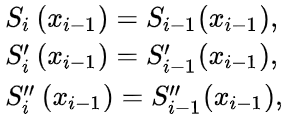 S_i (x_{i−1}) = S_{i−1}(x_{i−1}),
S′_i (x_{i−1}) = S′_{i−1}(x_{i−1}),
S″_i (x_{i−1}) = S″_{i−1}(x_{i−1}),